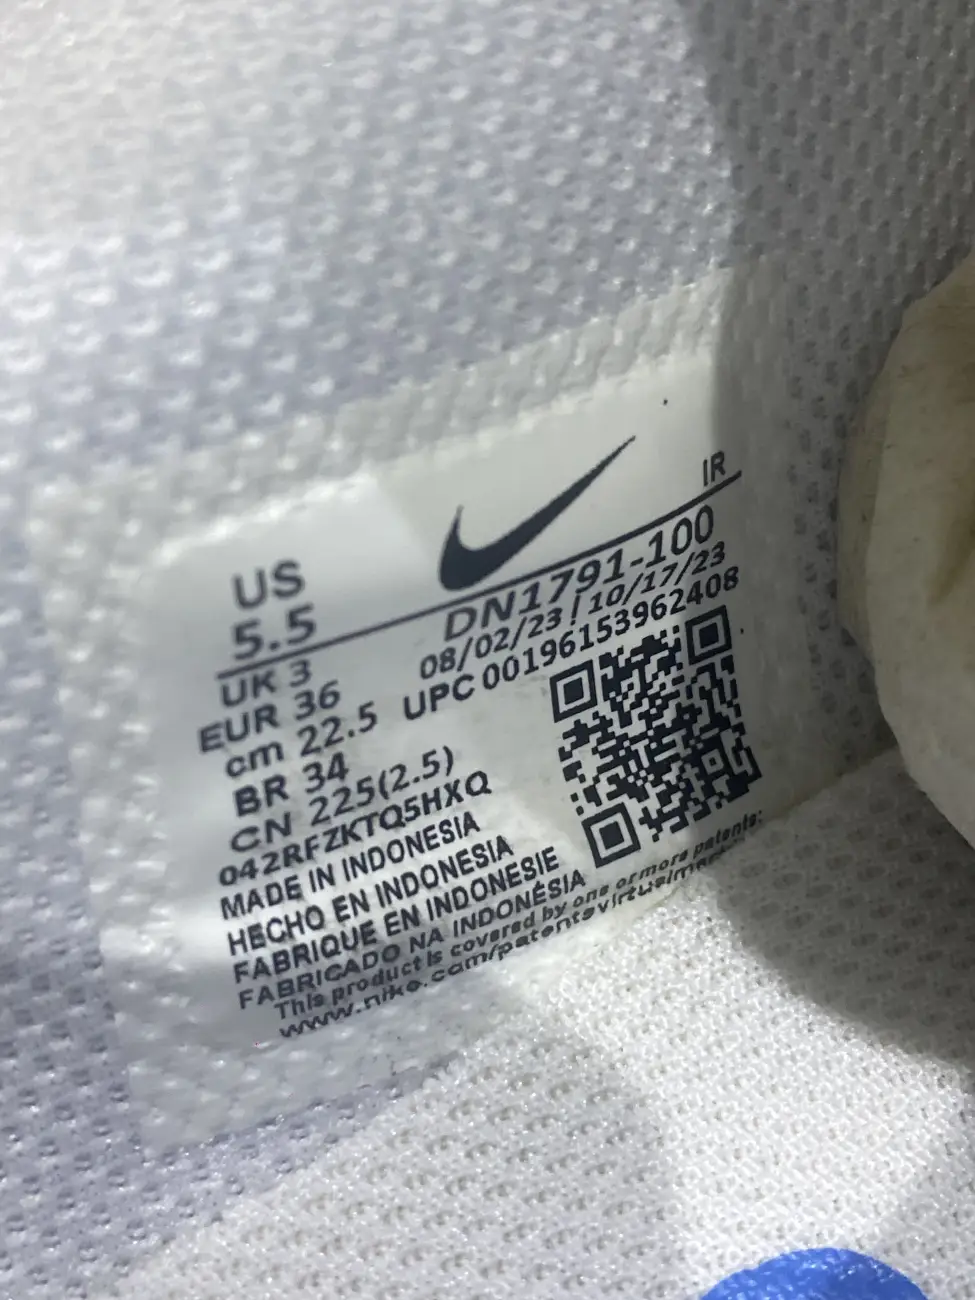 IR
US
5.5
DN1791-100
08/02/23 10/17/23
UPC 00196153962408
UK 3
EUR 36
cm 22.5
BR 34
CN 225(2.5)
042RFZKTQ5HXQ
MADE IN INDONESIA
HECHO EN INDONESIA
FABRIQUE EN INDONESIE
FABRICADO NA INDONÉSIA
This product is covered by one or more patents:
www.nike.com/patentsvirtual